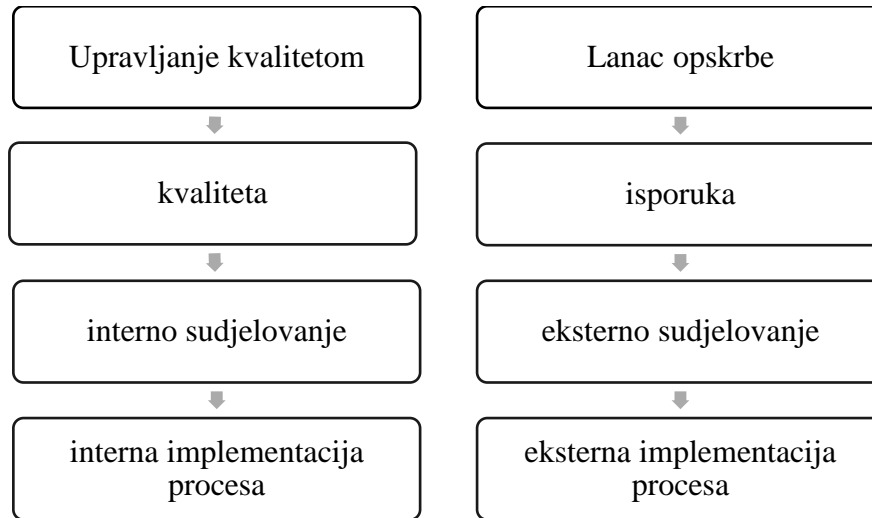 Upravljanje kvalitetom
kvaliteta
interno sudjelovanje
interna implementacija
procesa
Lanac opskrbe
isporuka
eksterno sudjelovanje
eksterna implementacija
procesa